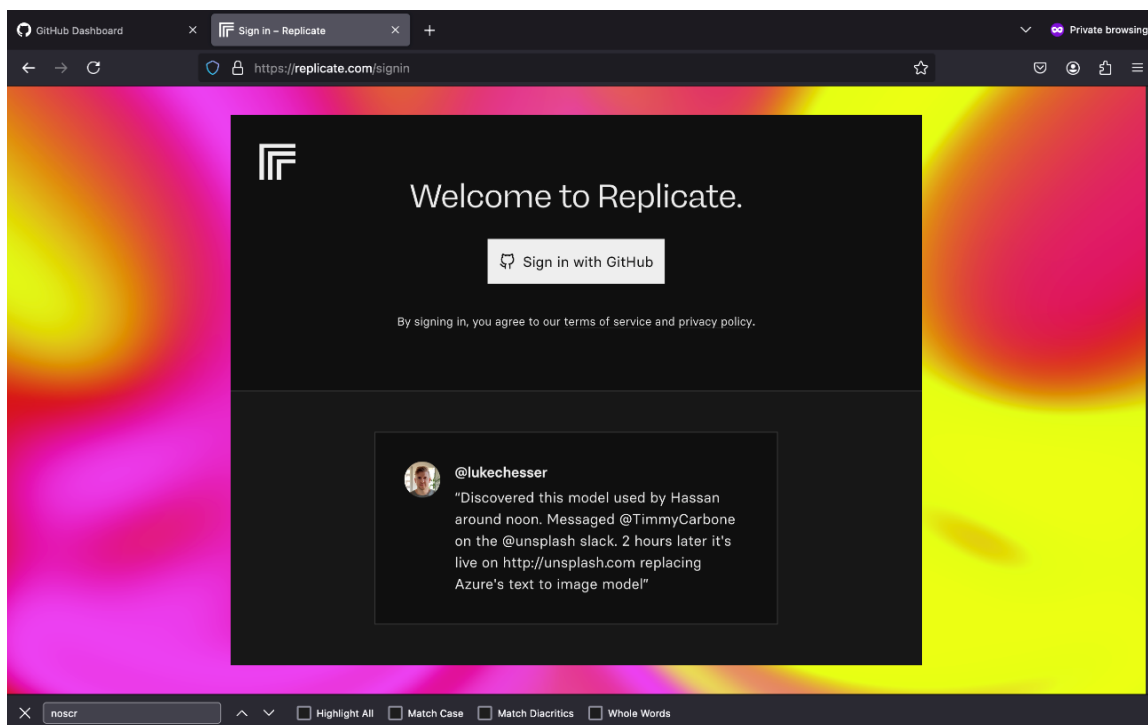 GitHub Dashboard
Sign in – Replicate
Private browsing
https://replicate.com/signin
Welcome to Replicate.
Sign in with GitHub
By signing in, you agree to our terms of service and privacy policy.
@lukechesser
"Discovered this model used by Hassan
around noon. Messaged @TimmyCarbone
on the @unsplash slack. 2 hours later it's
live on http://unsplash.com replacing
Azure's text to image model"
noscr
Highlight All
Match Case
Match Diacritics
Whole Words